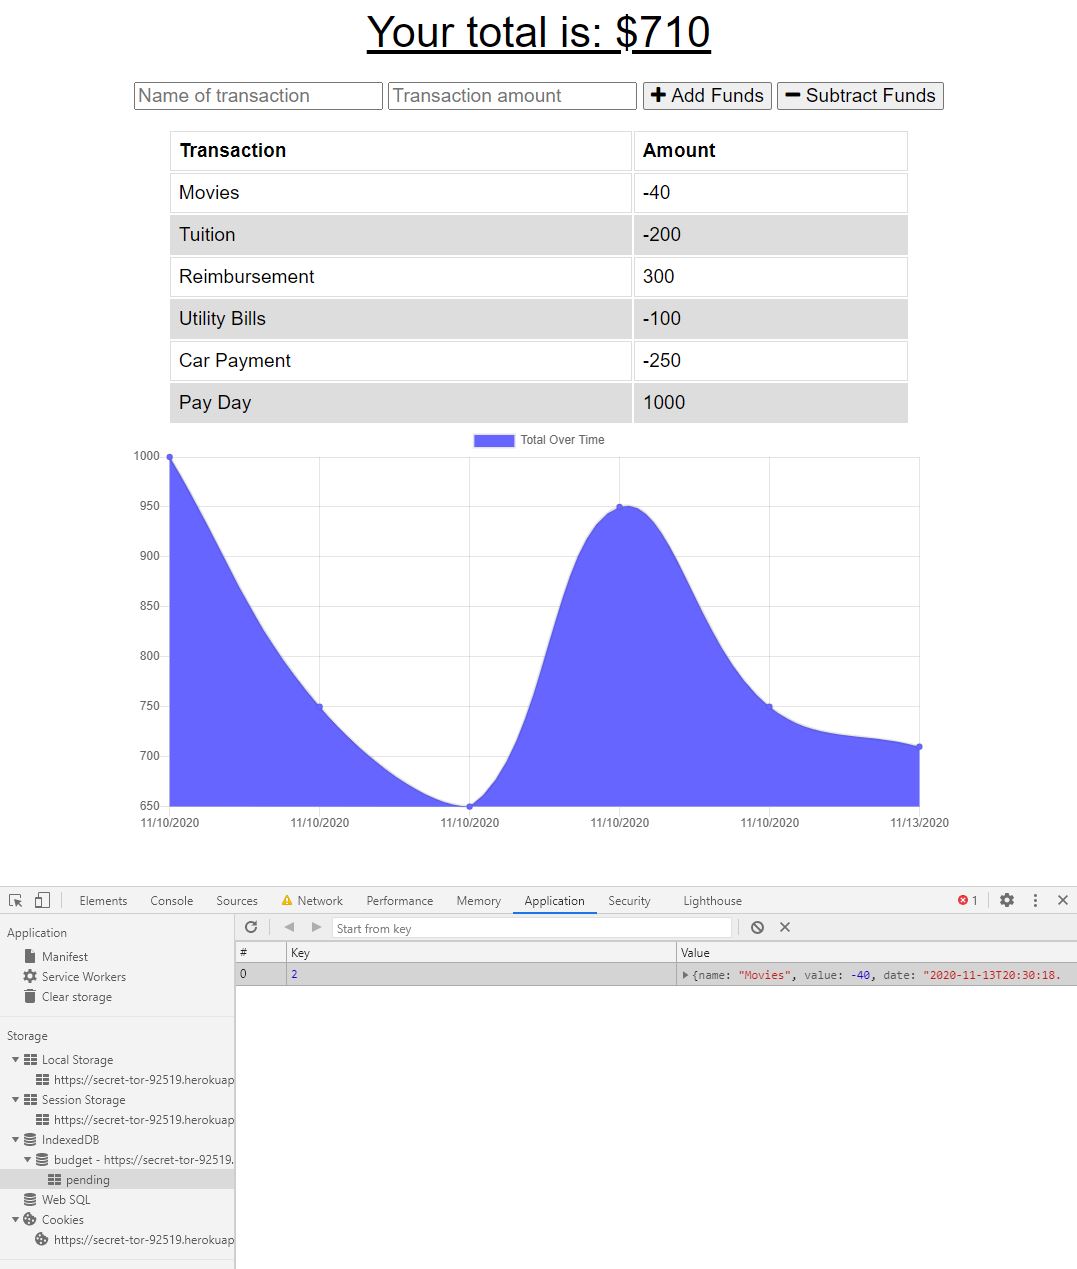 Your total is: $710
Name of transaction Transaction amount Add Funds Subtract Funds
Transaction Amount
Movies -40
Tuition -200
Reimbursement 300
Utility Bills -100
Car Payment -250
Pay Day 1000
Total Over Time
1000
950
900
850
800
750
700
650
11/10/2020 11/10/2020 11/10/2020 11/10/2020 11/10/2020 11/13/2020
Elements Console Sources Network Performance Memory Application Security Lighthouse 1
Application
Manifest
Service Workers
Clear storage
Storage
Local Storage
https://secret-tor-92519.herokuap
Session Storage
https://secret-tor-92519.herokuap
IndexedDB
budget - https://secret-tor-92519.
pending
Web SQL
Cookies
https://secret-tor-92519.herokuap
Start from key
# Key Value
0 2 {name: "Movies", value: -40, date: "2020-11-13T20:30:18.